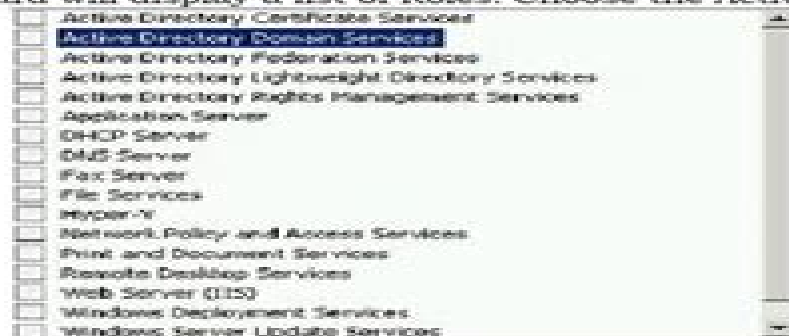 will display a list of Roles. Choose the
Active Directory Certificate Services
Active Directory Domain Services
Active Directory Federation Services
Active Directory Lightweight Directory Services
Active Directory Rights Management Services
Application Server
DHCP Server
DNS Server
Fax Server
File Services
Hyper-V
Network Policy and Access Services
Print and Document Services
Remote Desktop Services
Web Server (IIS)
Windows Deployment Services
Windows Server Update Services